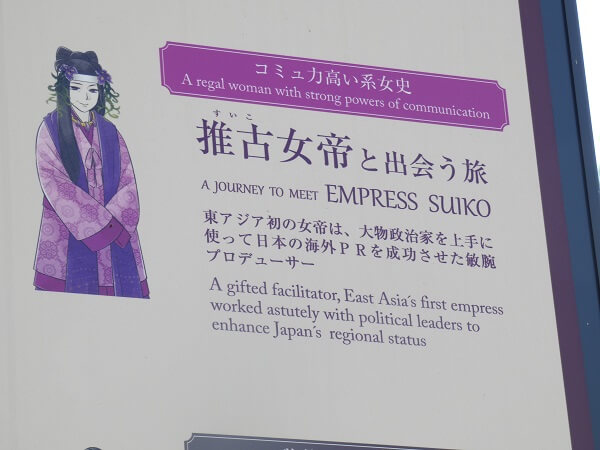 コミュ力高い系女史
A regal woman with strong powers of communication
すいこ
推古女帝と出会う旅
A JOURNEY TO MEET EMPRESS SUIKO
東アジア初の女帝は、大物政治家を上手に
使って日本の海外PRを成功させた敏腕
プロデューサー
A gifted facilitator, East Asia's first empress
worked astutely with political leaders to
enhance Japan's regional status